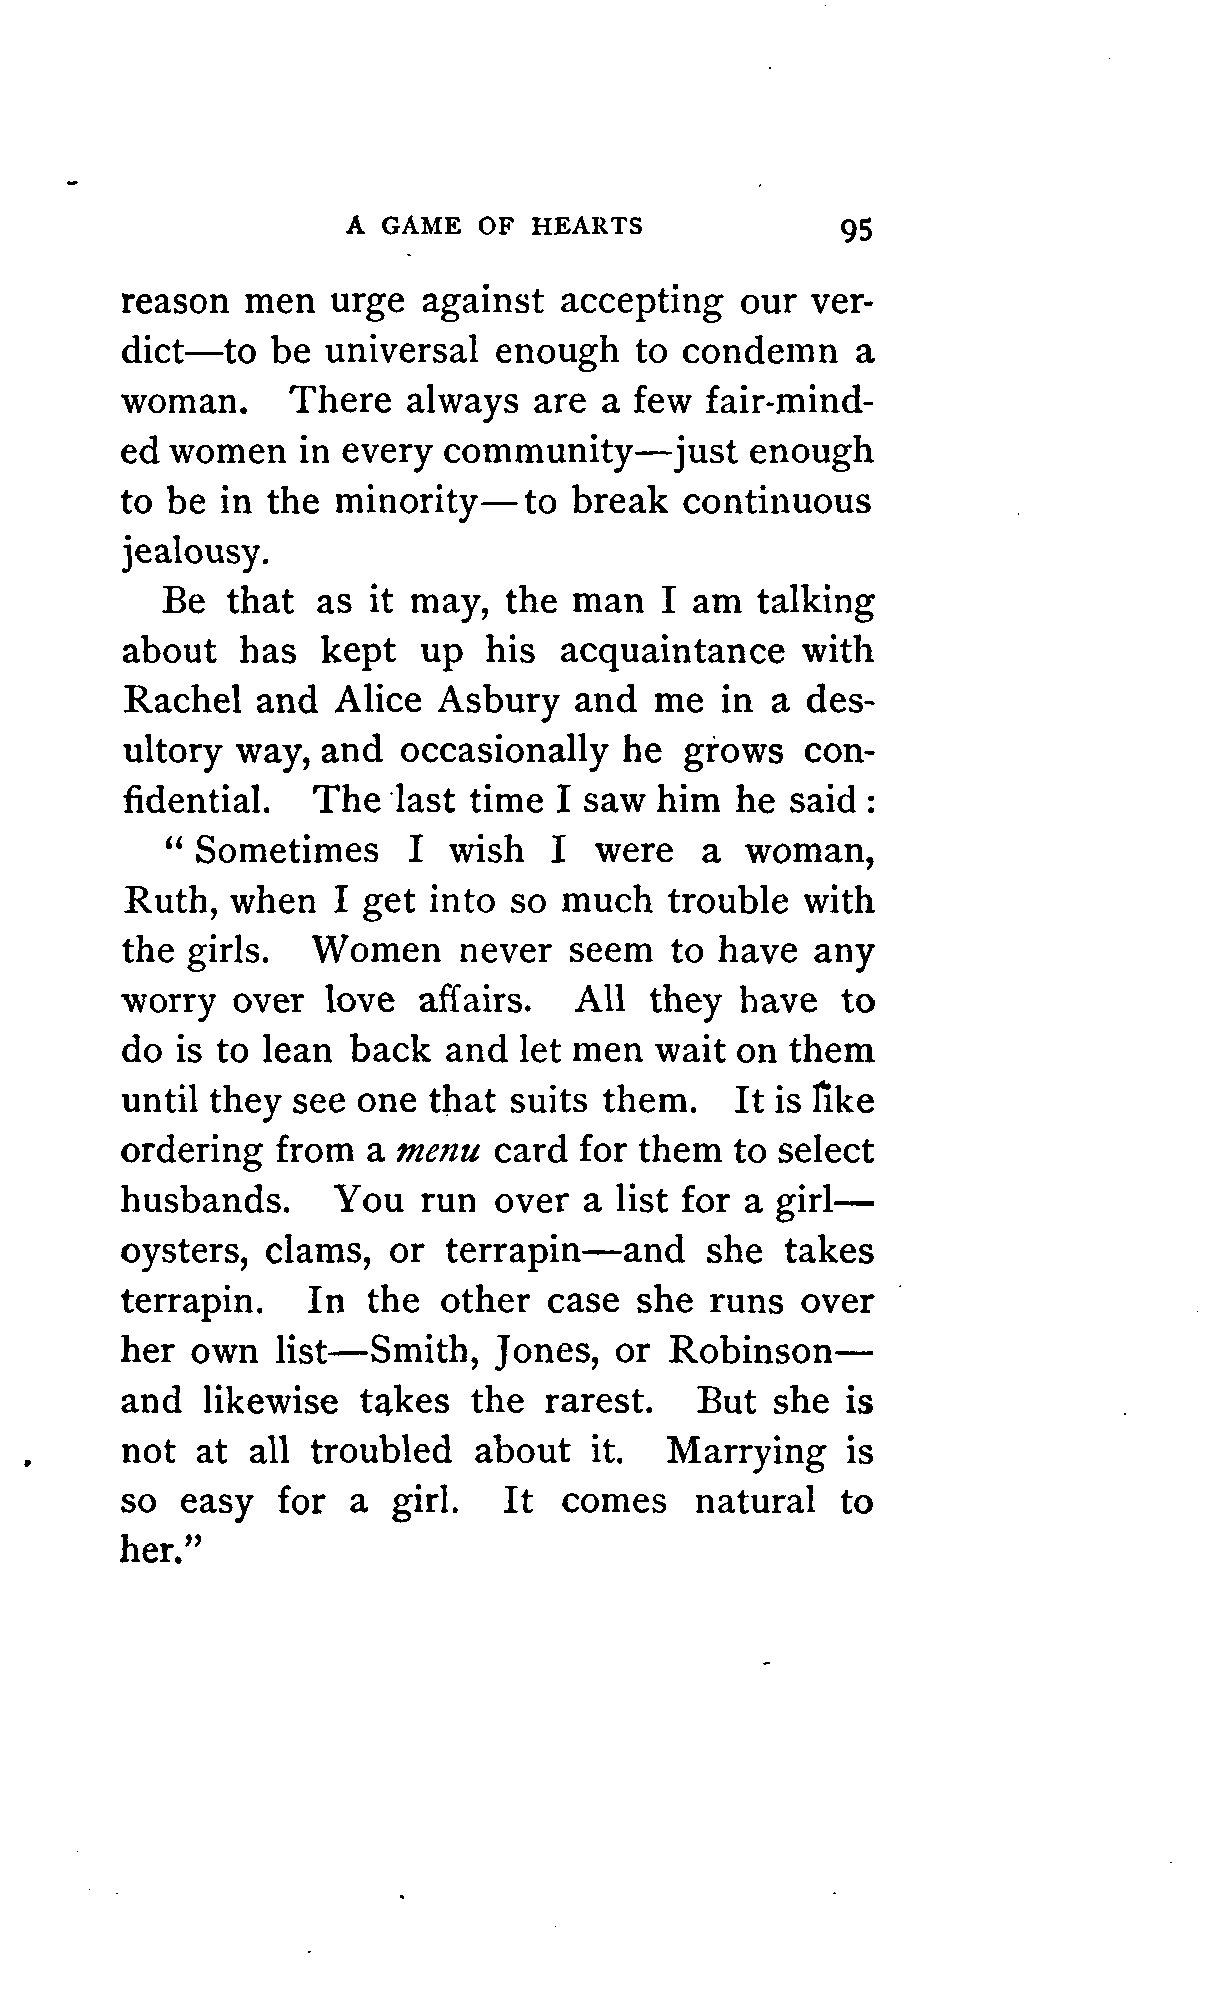 A GAME OF HEARTS 95
reason men urge against accepting our ver-
dict—to be universal enough to condemn a
woman. There always are a few fair-mind-
ed women in every community—just enough
to be in the minority—to break continuous
jealousy.
Be that as it may, the man I am talking
about has kept up his acquaintance with
Rachel and Alice Asbury and me in a des-
ultory way, and occasionally he grows con-
fidential. The last time I saw him he said :
" Sometimes I wish I were a woman,
Ruth, when I get into so much trouble with
the girls. Women never seem to have any
worry over love affairs. All they have to
do is to lean back and let men wait on them
until they see one that suits them. It is like
ordering from a menu card for them to select
husbands. You run over a list for a girl—
oysters, clams, or terrapin—and she takes
terrapin. In the other case she runs over
her own list—Smith, Jones, or Robinson—
and likewise takes the rarest. But she is
not at all troubled about it. Marrying is
so easy for a girl. It comes natural to
her."